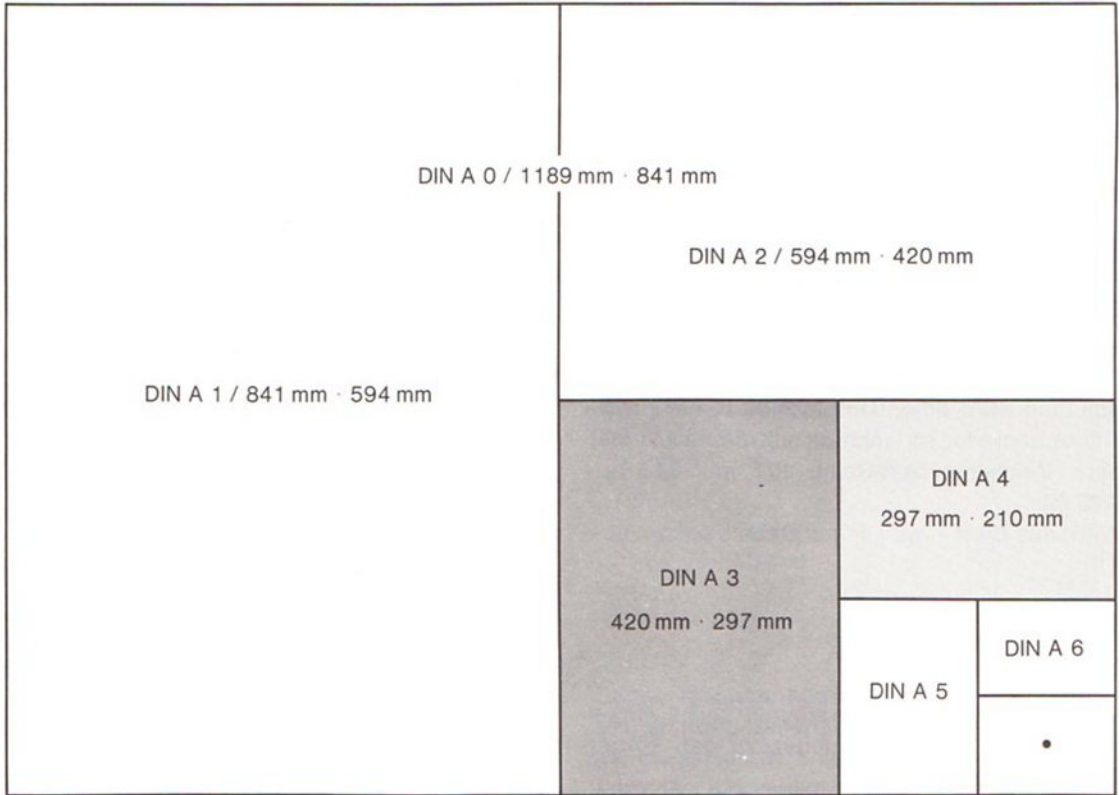 DIN A 0 / 1189 mm · 841 mm
DIN A 2 / 594 mm · 420 mm
DIN A 1 / 841 mm · 594 mm
DIN A 4
297 mm · 210 mm
DIN A 3
420 mm · 297 mm
DIN A 6
DIN A 5